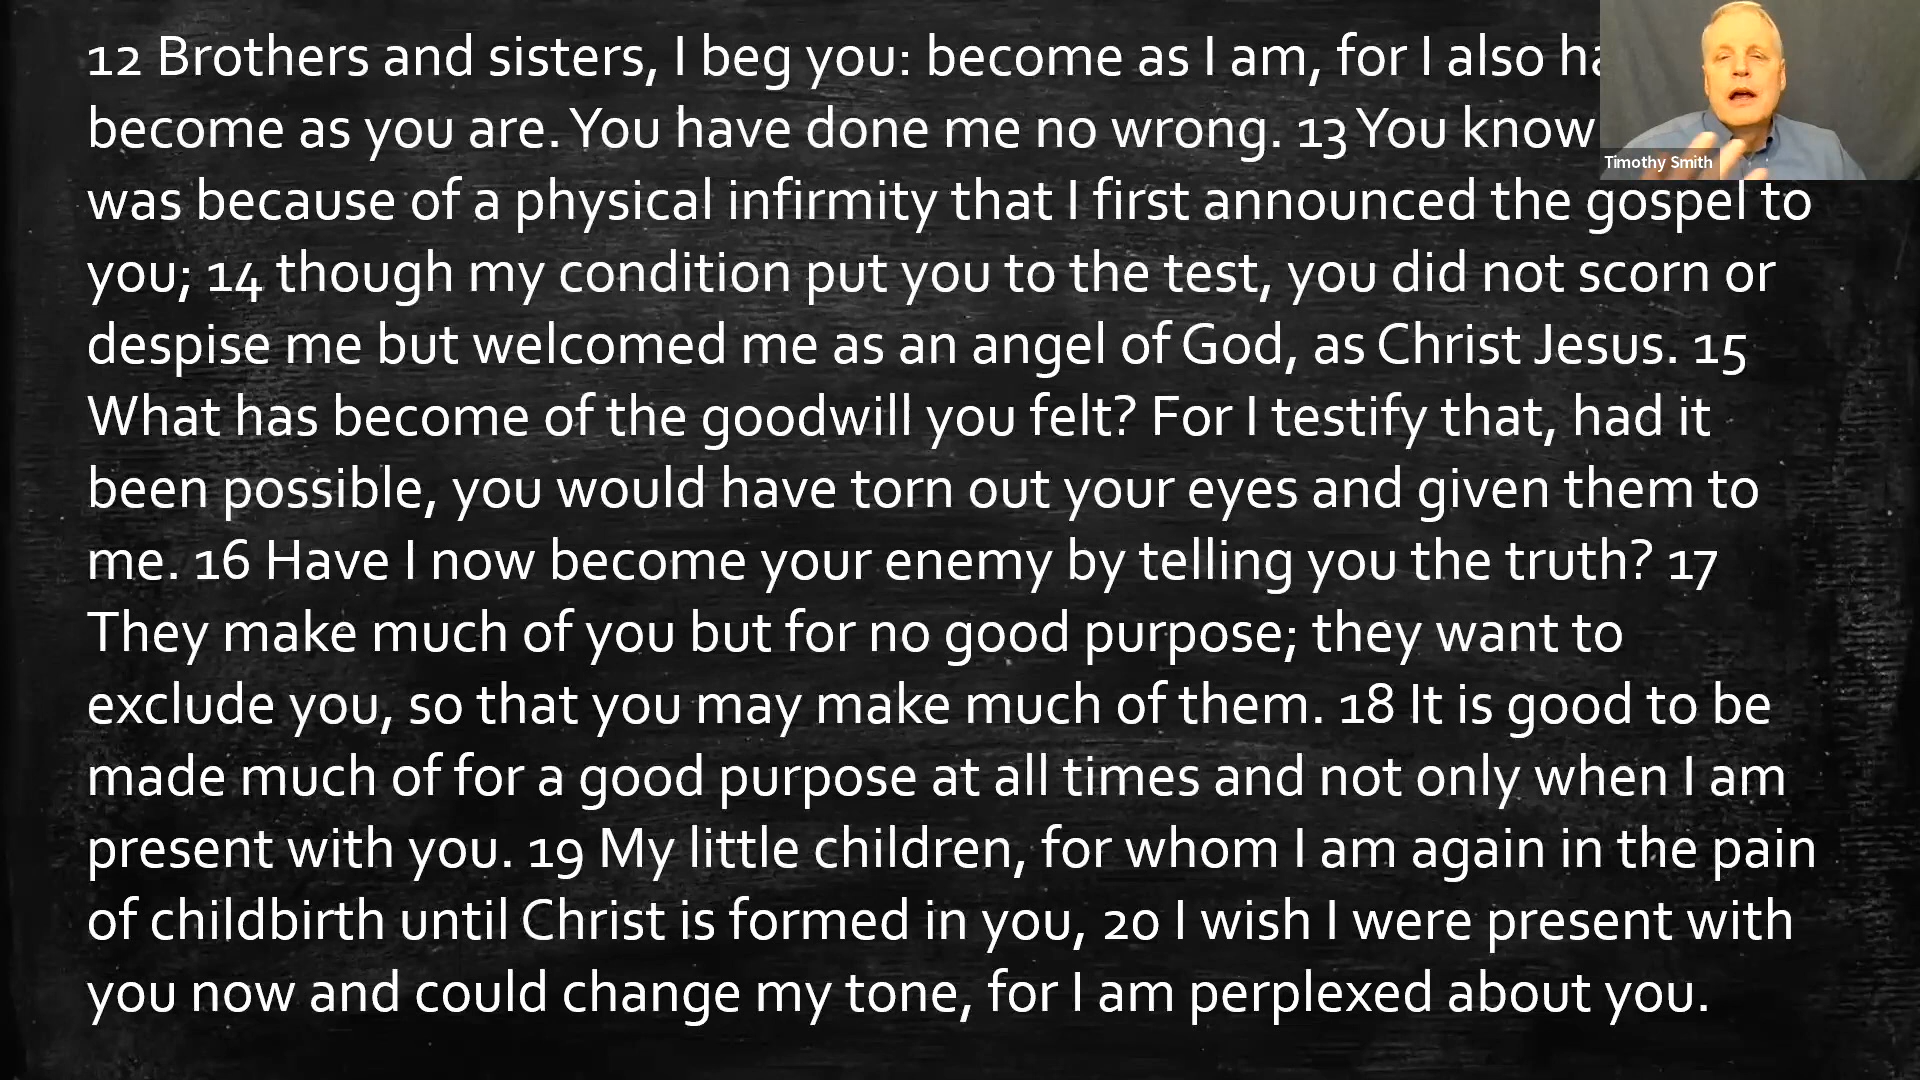 12 Brothers and sisters, I beg you: become as I am, for I also
become as you are. You have done me no wrong. 13 You know
was because of a physical infirmity that I first announced the gospel to
you; 14 though my condition put you to the test, you did not scorn or
despise me but welcomed me as an angel of God, as Christ Jesus. 15
What has become of the goodwill you felt? For I testify that, had it
been possible, you would have torn out your eyes and given them to
me. 16 Have I now become your enemy by telling you the truth? 17
They make much of you but for no good purpose; they want to
exclude you, so that you may make much of them. 18 It is good to be
made much of for a good purpose at all times and not only when I am
present with you. 19 My little children, for whom I am again in the pain
of childbirth until Christ is formed in you, 20 I wish I were present with
you now and could change my tone, for I am perplexed about you.
Timothy Smith